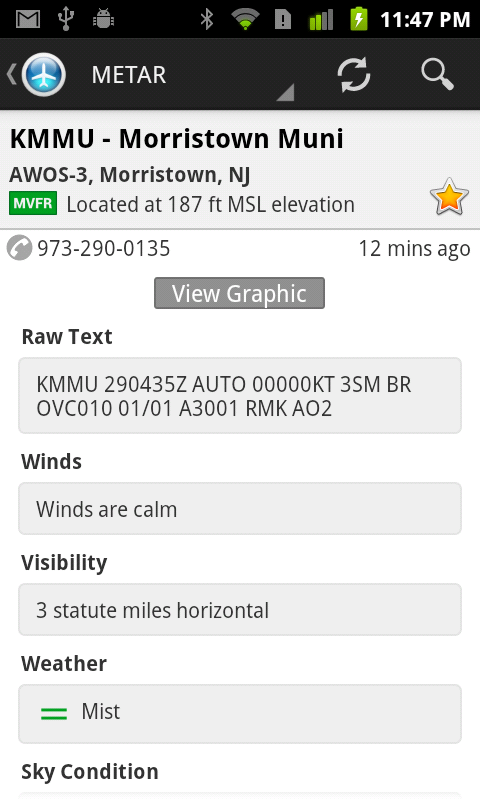 11:47 PM
METAR
KMMU - Morristown Muni
AWOS-3, Morristown, NJ
MVFR Located at 187 ft MSL elevation
973-290-0135 12 mins ago
View Graphic
Raw Text
KMMU 290435Z AUTO 00000KT 3SM BR
OVC010 01/01 A3001 RMK AO2
Winds
Winds are calm
Visibility
3 statute miles horizontal
Weather
Mist
Sky Condition